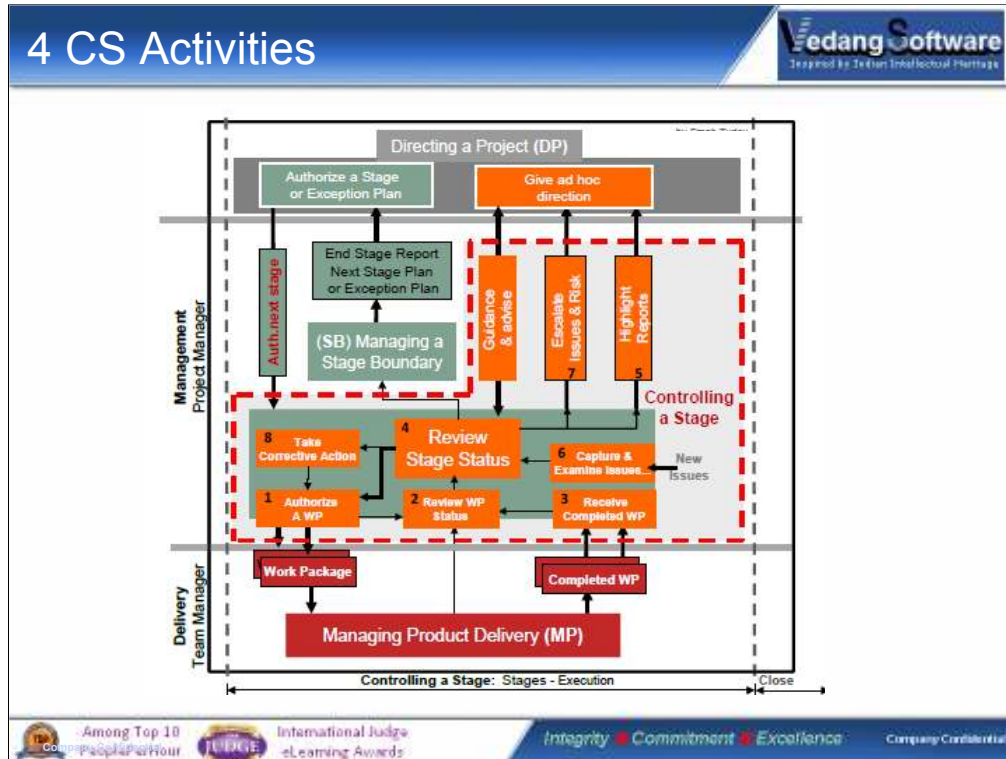 4 CS Activities
Vedang Software
Inspired by Indian Intellectual Heritage
Directing a Project (DP)
Authorize a Stage
or Exception Plan
Give ad hoc
direction
Management
Project Manager
Auth.next stage
End Stage Report
Next Stage Plan
or Exception Plan
(SB) Managing a
Stage Boundary
Guidance
& advise
Escalate
Issues & Risk
7
Highlight
Reports
5
Controlling
a Stage
8 Take
Corrective Action
4 Review
Stage Status
6 Capture &
Examine Issues...
New
Issues
1 Authorize
A WP
2 Review WP
Status
3 Receive
Completed WP
Delivery
Team Manager
Work Package
Completed WP
Managing Product Delivery (MP)
Controlling a Stage: Stages - Execution
Close
Among Top 10
PeoplePerHour
Company Confidential
JUDGE
International Judge
eLearning Awards
Integrity Commitment Excellence
Company Confidential